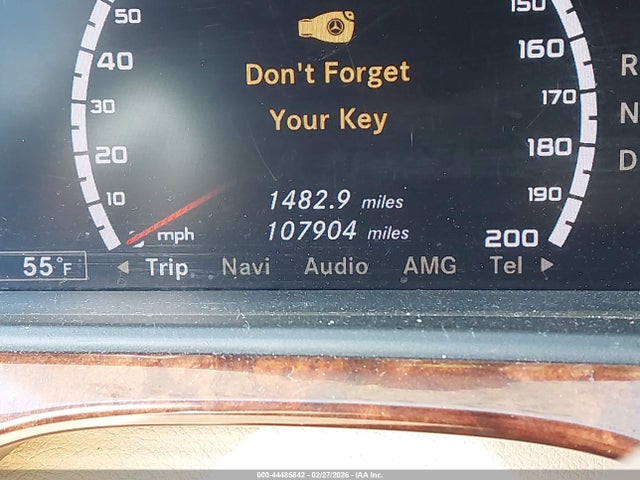 50
40
30
20
10
mph
150
160
170
180
190
200
Don't Forget
Your Key
1482.9 miles
107904 miles
R
N
D
55°F
Trip Navi Audio AMG Tel
000-44485842 - 02/27/2026 - IAA Inc.